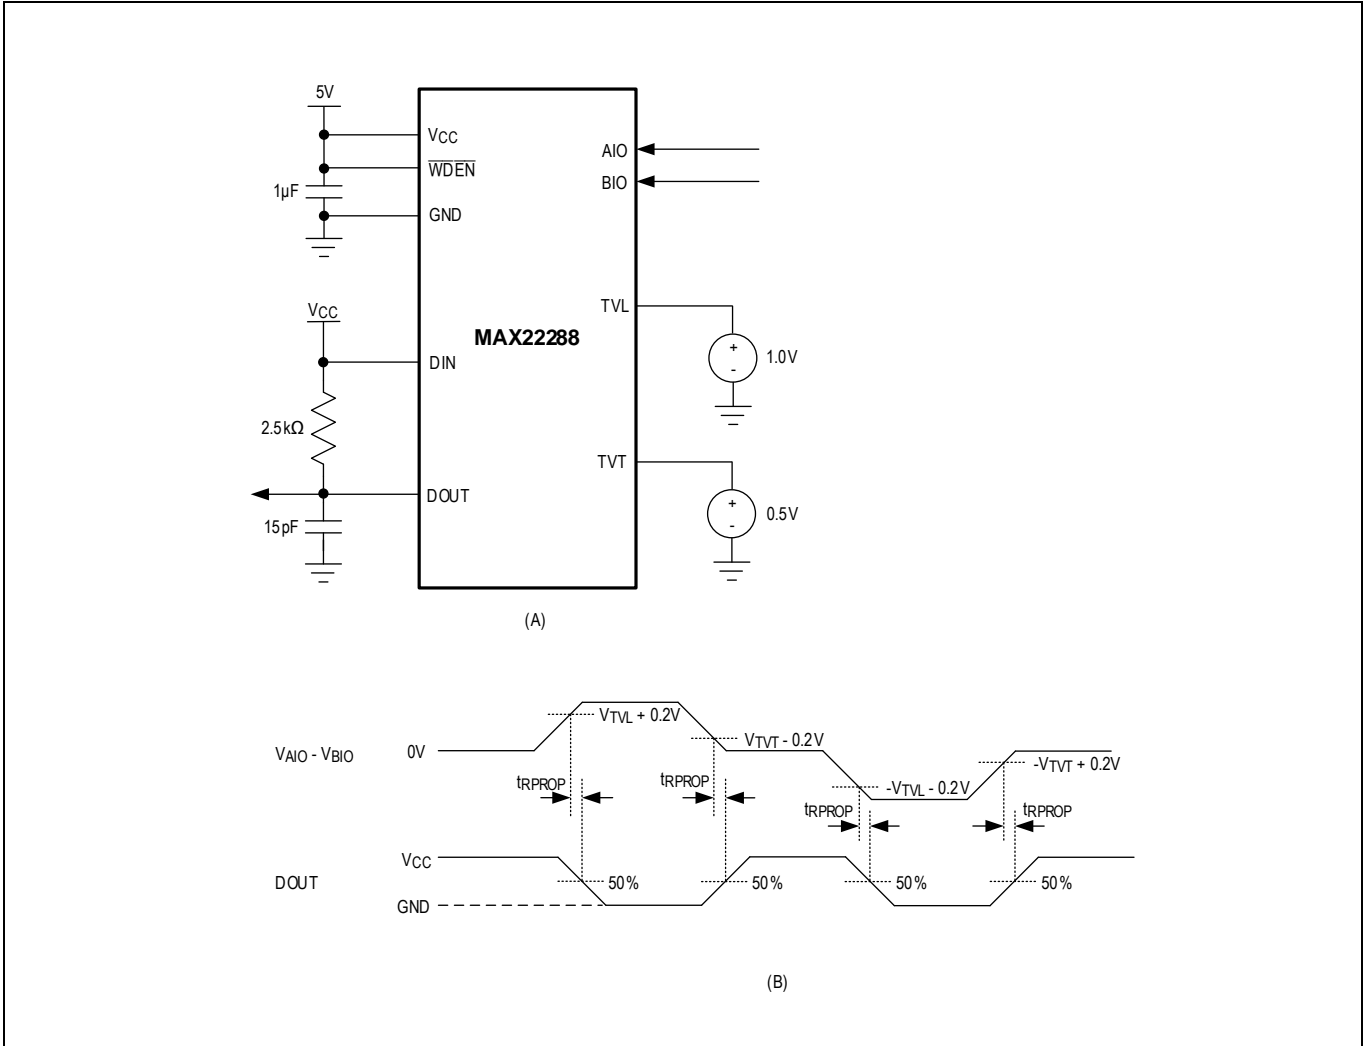 5V
VCC
WDEN
1µF
GND
AIO
BIO
TVL
1.0V
VCC
MAX22288
DIN
2.5kΩ
TVT
DOUT
0.5V
15pF
+
-
+
-
(A)
VTVL + 0.2V
VTVT - 0.2V
VAIO - VBIO 0V
-VTVT + 0.2V
tRPROP tRPROP -VTVL - 0.2V
tRPROP tRPROP
VCC
DOUT 50% 50% 50% 50%
GND
(B)